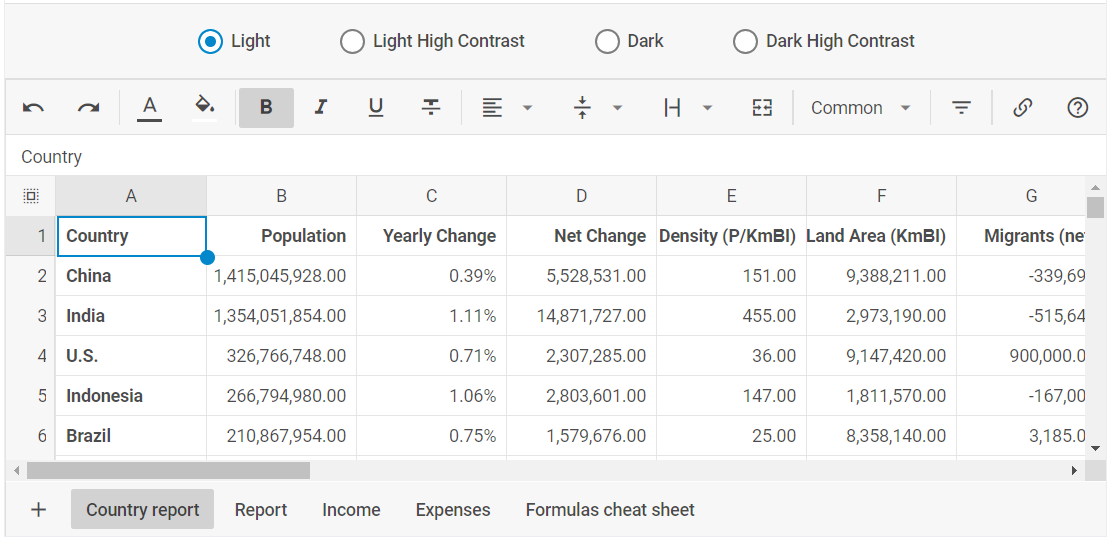 Light Light High Contrast Dark Dark High Contrast
A B I U T Common
Country
A B C D E F G
1 Country Population Yearly Change Net Change Density (P/KmBI) Land Area (KmBI) Migrants (ne
2 China 1,415,045,928.00 0.39% 5,528,531.00 151.00 9,388,211.00 -339,69
3 India 1,354,051,854.00 1.11% 14,871,727.00 455.00 2,973,190.00 -515,64
4 U.S. 326,766,748.00 0.71% 2,307,285.00 36.00 9,147,420.00 900,000.0
5 Indonesia 266,794,980.00 1.06% 2,803,601.00 147.00 1,811,570.00 -167,00
6 Brazil 210,867,954.00 0.75% 1,579,676.00 25.00 8,358,140.00 3,185.0
+ Country report Report Income Expenses Formulas cheat sheet